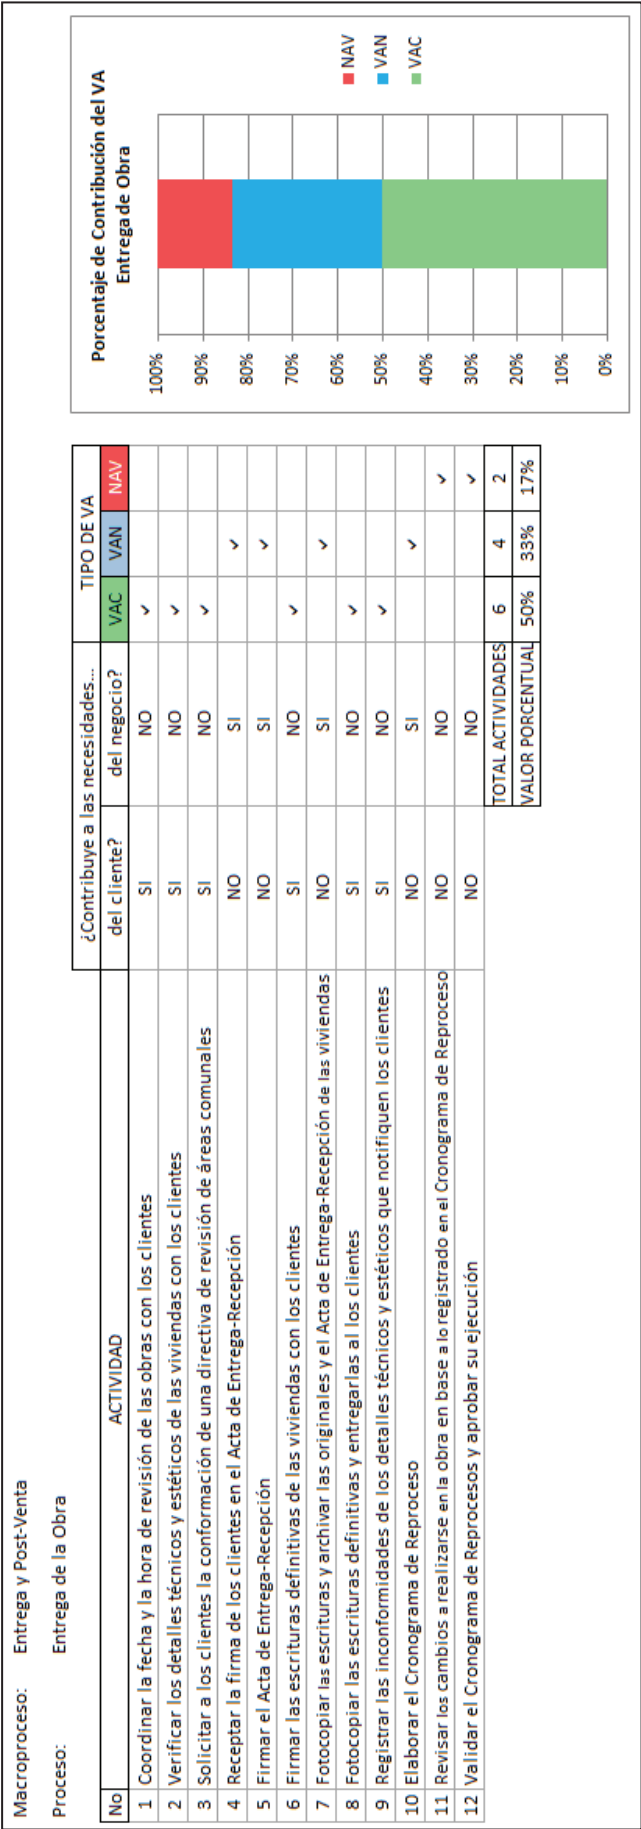 Macroproceso: Entrega y Post-Venta
Proceso: Entrega de la Obra
¿Contribuye a las necesidades... TIPO DE VA
No ACTIVIDAD del cliente? del negocio? VAC VAN NAV
1 Coordinar la fecha y la hora de revisión de las obras con los clientes SI NO ✓
2 Verificar los detalles técnicos y estéticos de las viviendas con los clientes SI NO ✓
3 Solicitar a los clientes la conformación de una directiva de revisión de áreas comunales SI NO ✓
4 Receptar la firma de los clientes en el Acta de Entrega-Recepción NO SI ✓
5 Firmar el Acta de Entrega-Recepción NO SI ✓
6 Firmar las escrituras definitivas de las viviendas con los clientes SI NO ✓
7 Fotocopiar las escrituras y archivar las originales y el Acta de Entrega-Recepción de las viviendas NO SI ✓
8 Fotocopiar las escrituras definitivas y entregarlas al los clientes SI NO ✓
9 Registrar las inconformidades de los detalles técnicos y estéticos que notifiquen los clientes SI NO ✓
10 Elaborar el Cronograma de Reproceso NO SI ✓
11 Revisar los cambios a realizarse en la obra en base a lo registrado en el Cronograma de Reproceso NO NO ✓
12 Validar el Cronograma de Reprocesos y aprobar su ejecución NO NO ✓
TOTAL ACTIVIDADES 6 4 2
VALOR PORCENTUAL 50% 33% 17%
Porcentaje de Contribución del VA
Entrega de Obra
100%
90%
80%
70%
60%
50%
40%
30%
20%
10%
0%
NAV
VAN
VAC